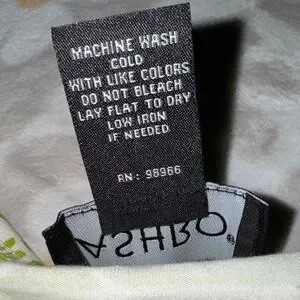 MACHINE WASH
COLD
WITH LIKE COLORS
DO NOT BLEACH
LAY FLAT TO DRY
LOW IRON
IF NEEDED
RN: 98966
ASHRO®